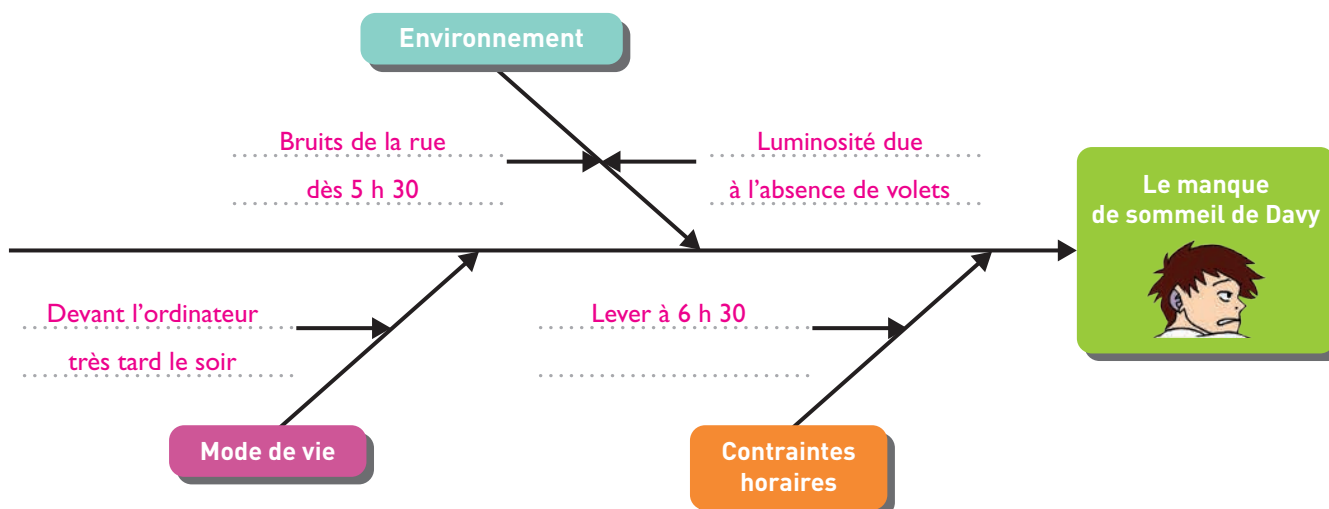 Environnement
Bruits de la rue
dès 5 h 30
Luminosité due
à l’absence de volets
Le manque
de sommeil de Davy
Devant l’ordinateur
très tard le soir
Lever à 6 h 30
Mode de vie
Contraintes
horaires